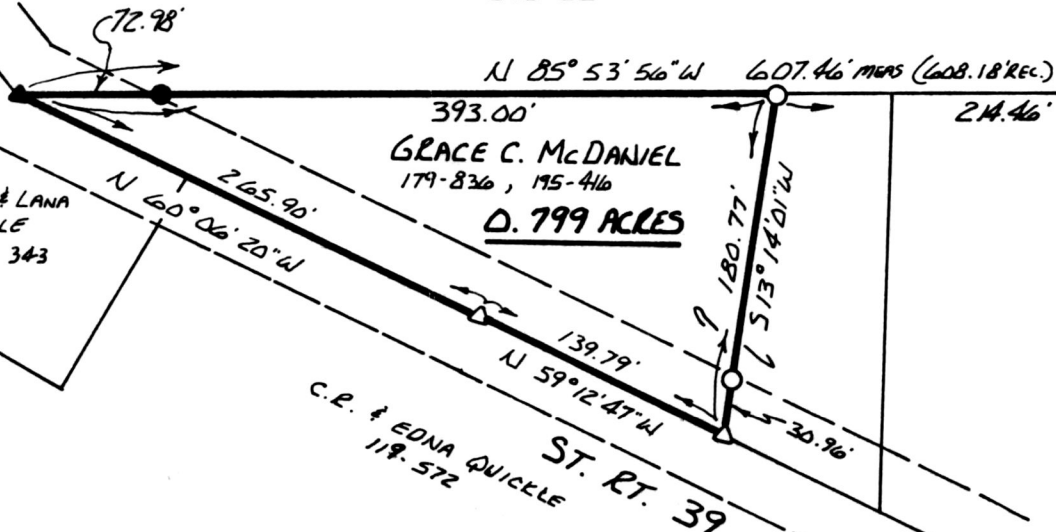 72.98'
N 85° 53' 56" W 607.46' MEAS (608.18' REC.)
393.00'
214.46'
GRACE C. McDANIEL
179-836 , 195-416
0.799 ACRES
& LANA
LE
343
265.90'
N 60° 06' 20" W
180.77'
S 13° 14' 01" W
139.79'
N 59° 12' 47" W
30.96'
C.R. & EDNA QUICKLE
119-572
ST. RT. 39